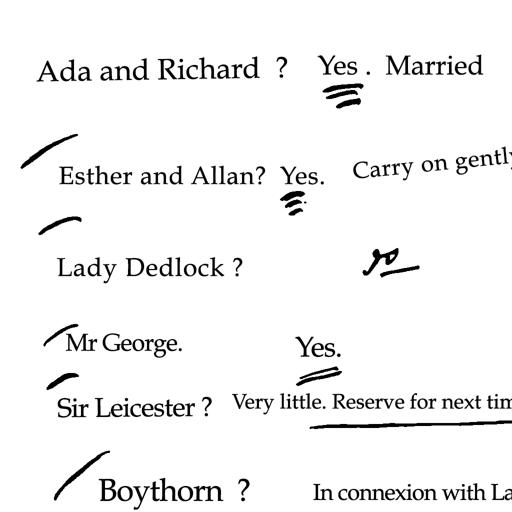 Ada and Richard ? Yes . Married
Esther and Allan? Yes. Carry on gently
Lady Dedlock ?
Mr George. Yes.
Sir Leicester ? Very little. Reserve for next tim
Boythorn ? In connexion with La